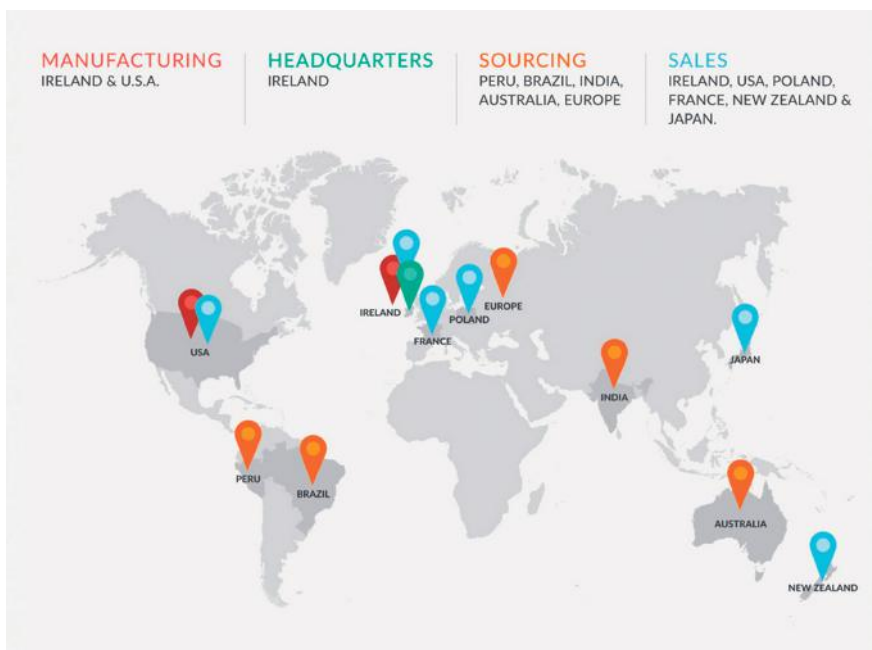 MANUFACTURING
IRELAND & U.S.A.
HEADQUARTERS
IRELAND
SOURCING
PERU, BRAZIL, INDIA,
AUSTRALIA, EUROPE
SALES
IRELAND, USA, POLAND,
FRANCE, NEW ZEALAND &
JAPAN.
IRELAND
EUROPE
POLAND
FRANCE
USA
JAPAN
INDIA
PERU
BRAZIL
AUSTRALIA
NEW ZEALAND